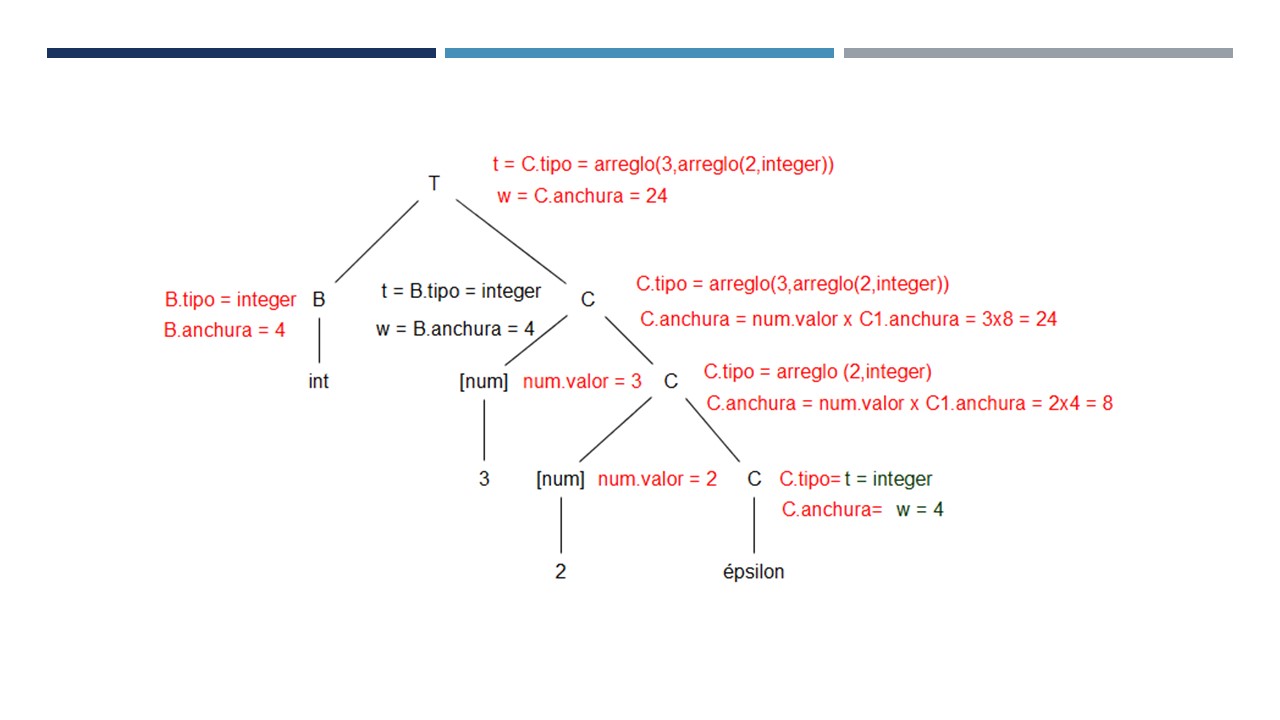 t = C.tipo = arreglo(3,arreglo(2,integer))
T
w = C.anchura = 24
B.tipo = integer
B
t = B.tipo = integer
C
C.tipo = arreglo(3,arreglo(2,integer))
B.anchura = 4
w = B.anchura = 4
C.anchura = num.valor x C1.anchura = 3x8 = 24
int
[num]
num.valor = 3
C
C.tipo = arreglo (2,integer)
C.anchura = num.valor x C1.anchura = 2x4 = 8
3
[num]
num.valor = 2
C
C.tipo= t = integer
C.anchura= w = 4
2
épsilon